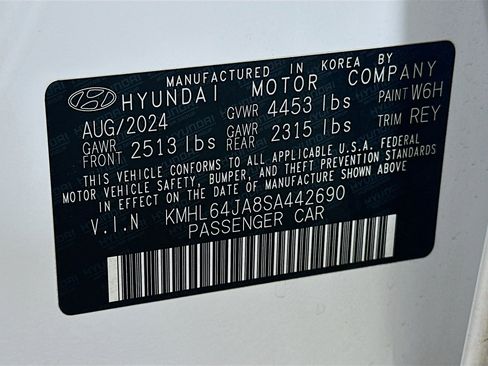 MANUFACTURED IN KOREA BY
HYUNDAI MOTOR COMPANY
AUG/2024 GVWR 4453 lbs PAINT W6H
GAWR FRONT 2513 lbs GAWR REAR 2315 lbs TRIM REY
THIS VEHICLE CONFORMS TO ALL APPLICABLE U.S.A. FEDERAL
MOTOR VEHICLE SAFETY, BUMPER, AND THEFT PREVENTION STANDARDS
IN EFFECT ON THE DATE OF MANUFACTURE SHOWN ABOVE
V.I.N KMHL64JA8SA442690
PASSENGER CAR